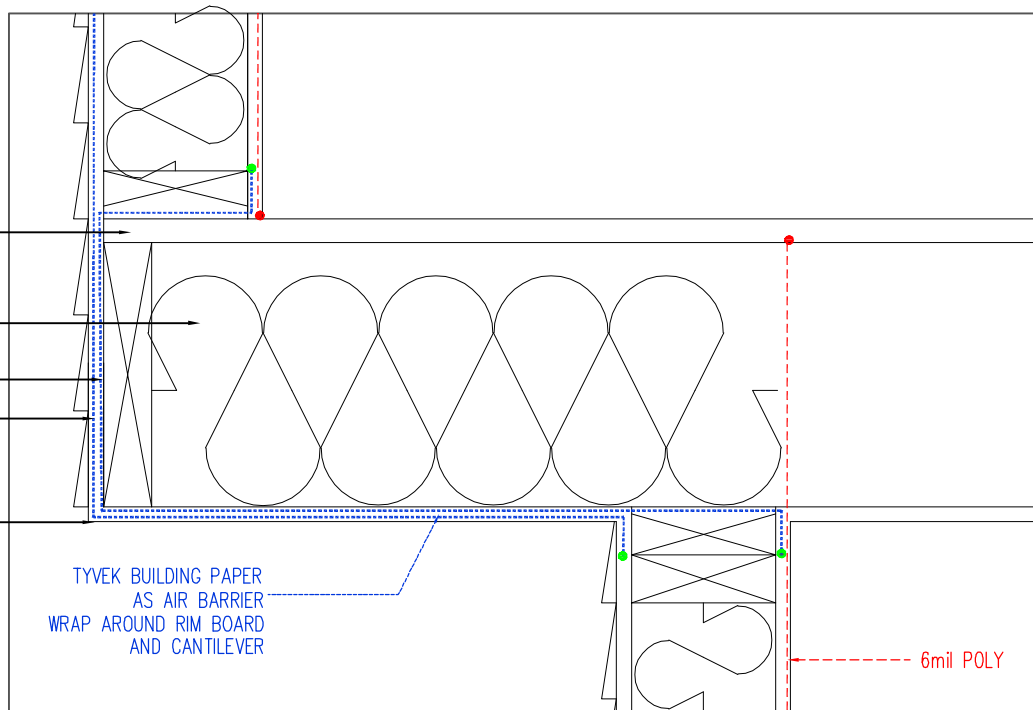 TYVEK BUILDING PAPER
AS AIR BARRIER
WRAP AROUND RIM BOARD
AND CANTILEVER
6mil POLY